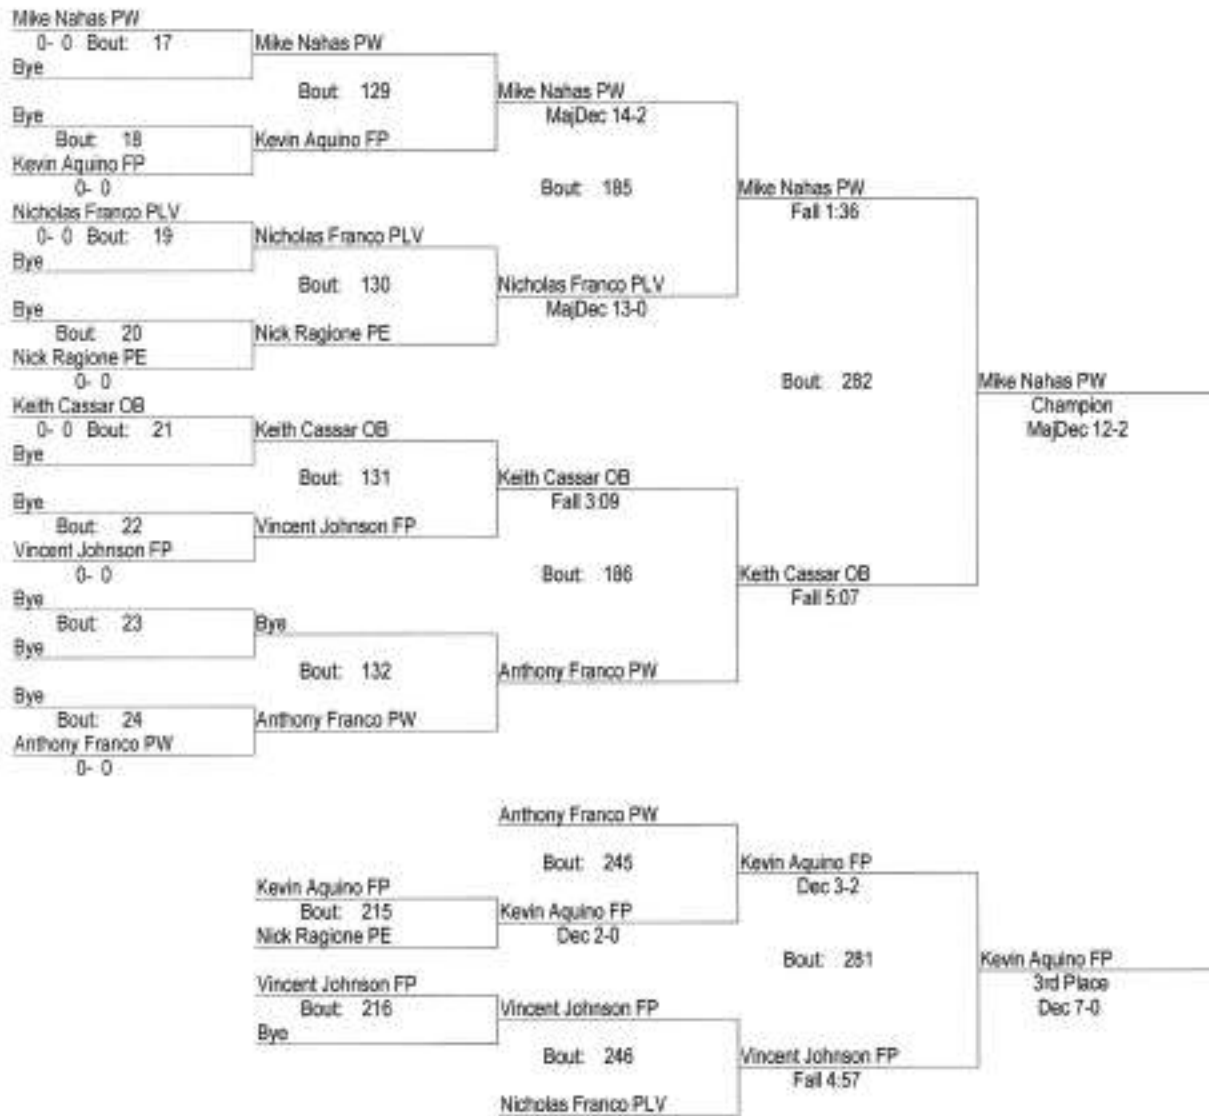 Mike Nahas PW
0- 0 Bout: 17
Bye
Bye
Bout: 18
Kevin Aquino FP
0- 0
Nicholas Franco PLV
0- 0 Bout: 19
Bye
Bye
Bout: 20
Nick Ragione PE
0- 0
Keith Cassar OB
0- 0 Bout: 21
Bye
Bye
Bout: 22
Vincent Johnson FP
0- 0
Bye
Bout: 23
Bye
Bye
Bout: 24
Anthony Franco PW
0- 0
Mike Nahas PW
Bout: 129
Kevin Aquino FP
Nicholas Franco PLV
Bout: 130
Nick Ragione PE
Keith Cassar OB
Bout: 131
Vincent Johnson FP
Bye
Bout: 132
Anthony Franco PW
Mike Nahas PW
MajDec 14-2
Bout: 185
Nicholas Franco PLV
MajDec 13-0
Keith Cassar OB
Fall 3:09
Bout: 186
Anthony Franco PW
Mike Nahas PW
Fall 1:36
Bout: 282
Keith Cassar OB
Fall 5:07
Mike Nahas PW
Champion
MajDec 12-2
Kevin Aquino FP
Bout: 215
Nick Ragione PE
Vincent Johnson FP
Bout: 216
Bye
Anthony Franco PW
Bout: 245
Kevin Aquino FP
Dec 2-0
Vincent Johnson FP
Bout: 246
Nicholas Franco PLV
Kevin Aquino FP
Dec 3-2
Bout: 281
Vincent Johnson FP
Fall 4:57
Kevin Aquino FP
3rd Place
Dec 7-0